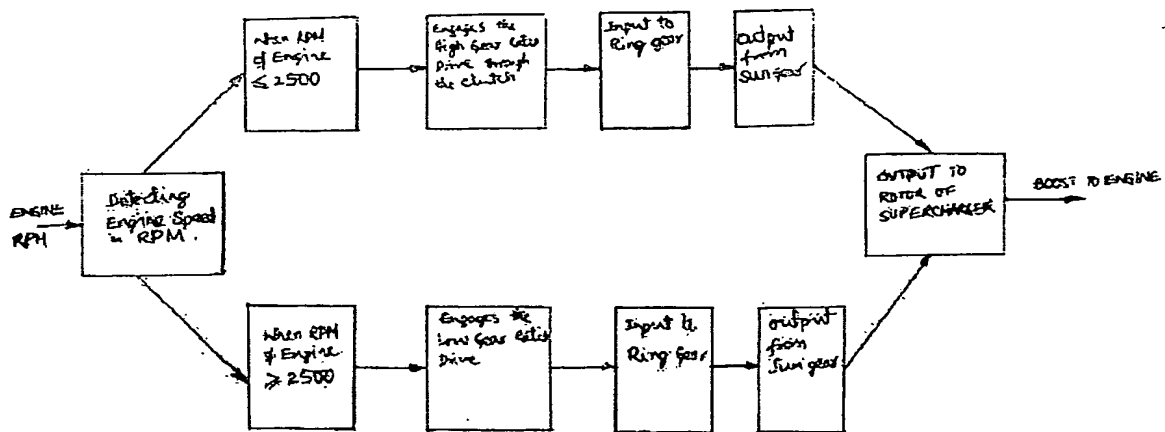 When RPM
of Engine
≤ 2500
Engages the
High Gear Ratio
Drive through
the clutch
Input to
Ring gear
Output
from
Sun gear
ENGINE
RPM
Detecting
Engine Speed
in RPM.
OUTPUT TO
ROTOR OF
SUPERCHARGER
BOOST TO ENGINE
When RPM
of Engine
≥ 2500
Engages the
Low Gear Ratio
Drive
Input to
Ring Gear
Output
from
Sun gear